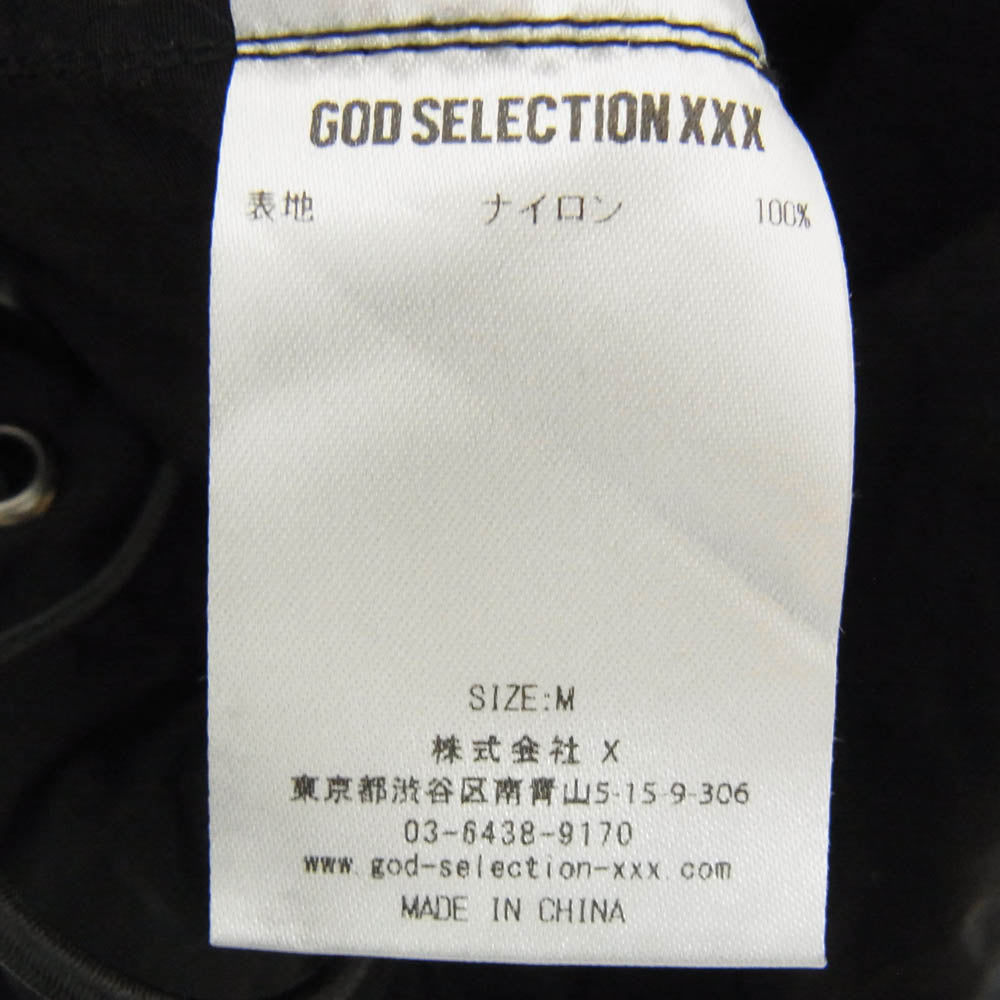 GOD SELECTION XXX
表地 ナイロン 100%
SIZE:M
株式会社 X
東京都渋谷区南青山5-15-9-306
03-6438-9170
www.god-selection-xxx.com
MADE IN CHINA